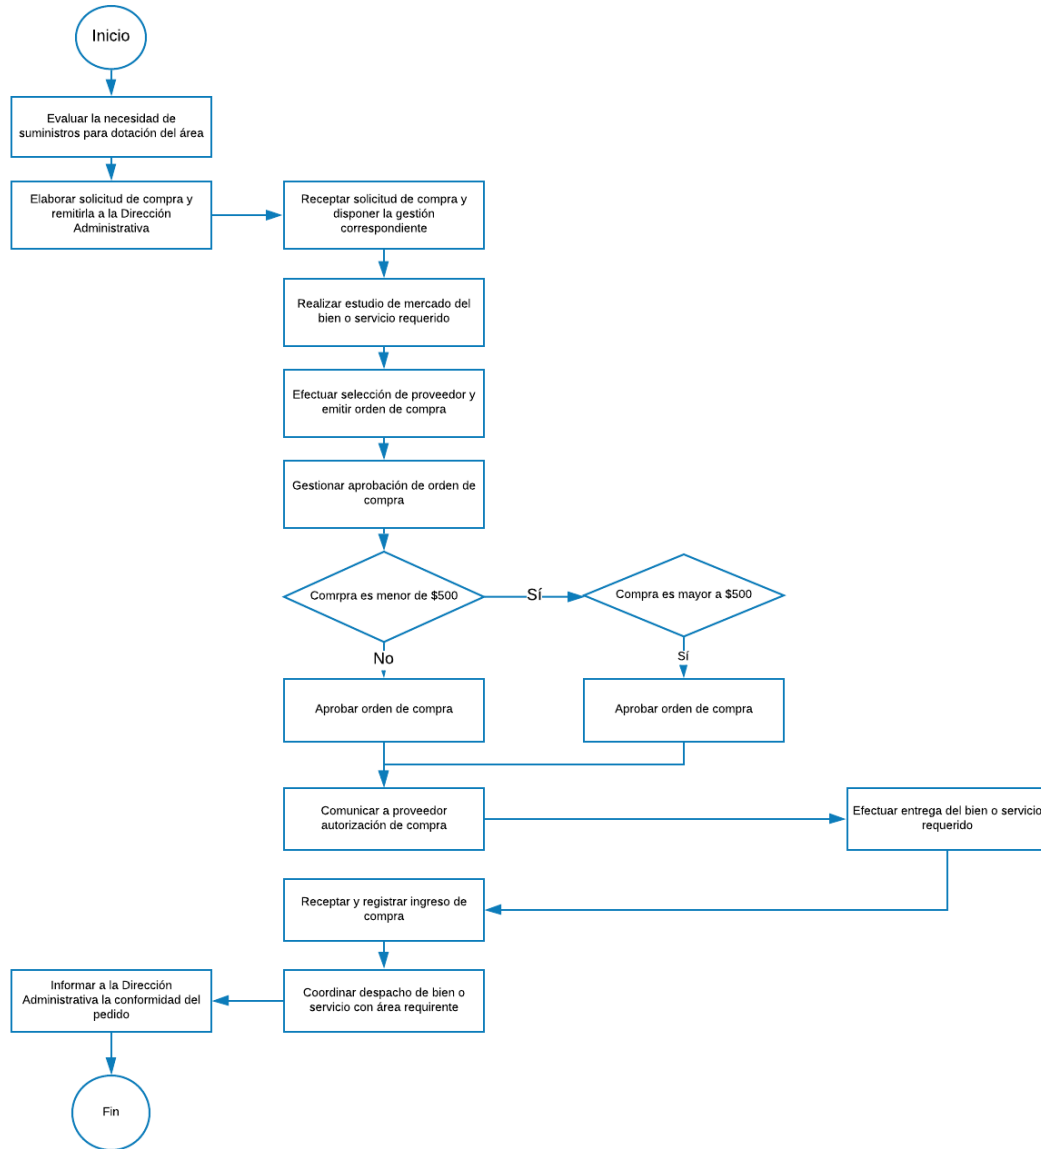 Inicio
Evaluar la necesidad de
suministros para dotación del área
Elaborar solicitud de compra y
remitirla a la Dirección
Administrativa
Receptar solicitud de compra y
disponer la gestión
correspondiente
Realizar estudio de mercado del
bien o servicio requerido
Efectuar selección de proveedor y
emitir orden de compra
Gestionar aprobación de orden de
compra
Comrpra es menor de $500
Sí
Compra es mayor a $500
No
Sí
Aprobar orden de compra
Aprobar orden de compra
Comunicar a proveedor
autorización de compra
Efectuar entrega del bien o servicio
requerido
Receptar y registrar ingreso de
compra
Coordinar despacho de bien o
servicio con área requirente
Informar a la Dirección
Administrativa la conformidad del
pedido
Fin